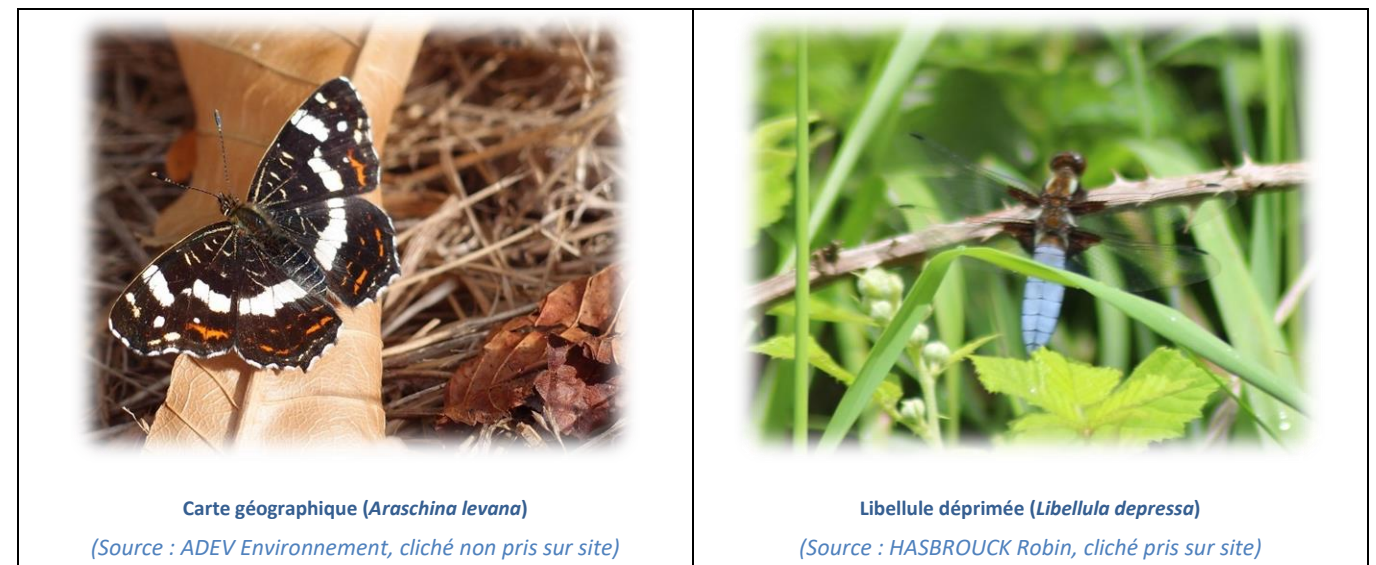 Carte géographique (Araschina levana)
(Source : ADEV Environnement, cliché non pris sur site)
Libellule déprimée (Libellula depressa)
(Source : HASBROUCK Robin, cliché pris sur site)